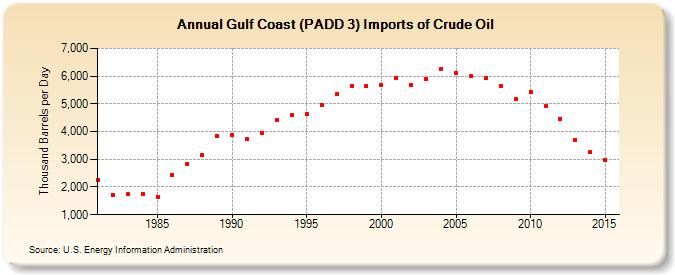 Annual Gulf Coast (PADD 3) Imports of Crude Oil
Thousand Barrels per Day
7,000
6,000
5,000
4,000
3,000
2,000
1,000
1985 1990 1995 2000 2005 2010 2015
Source: U.S. Energy Information Administration